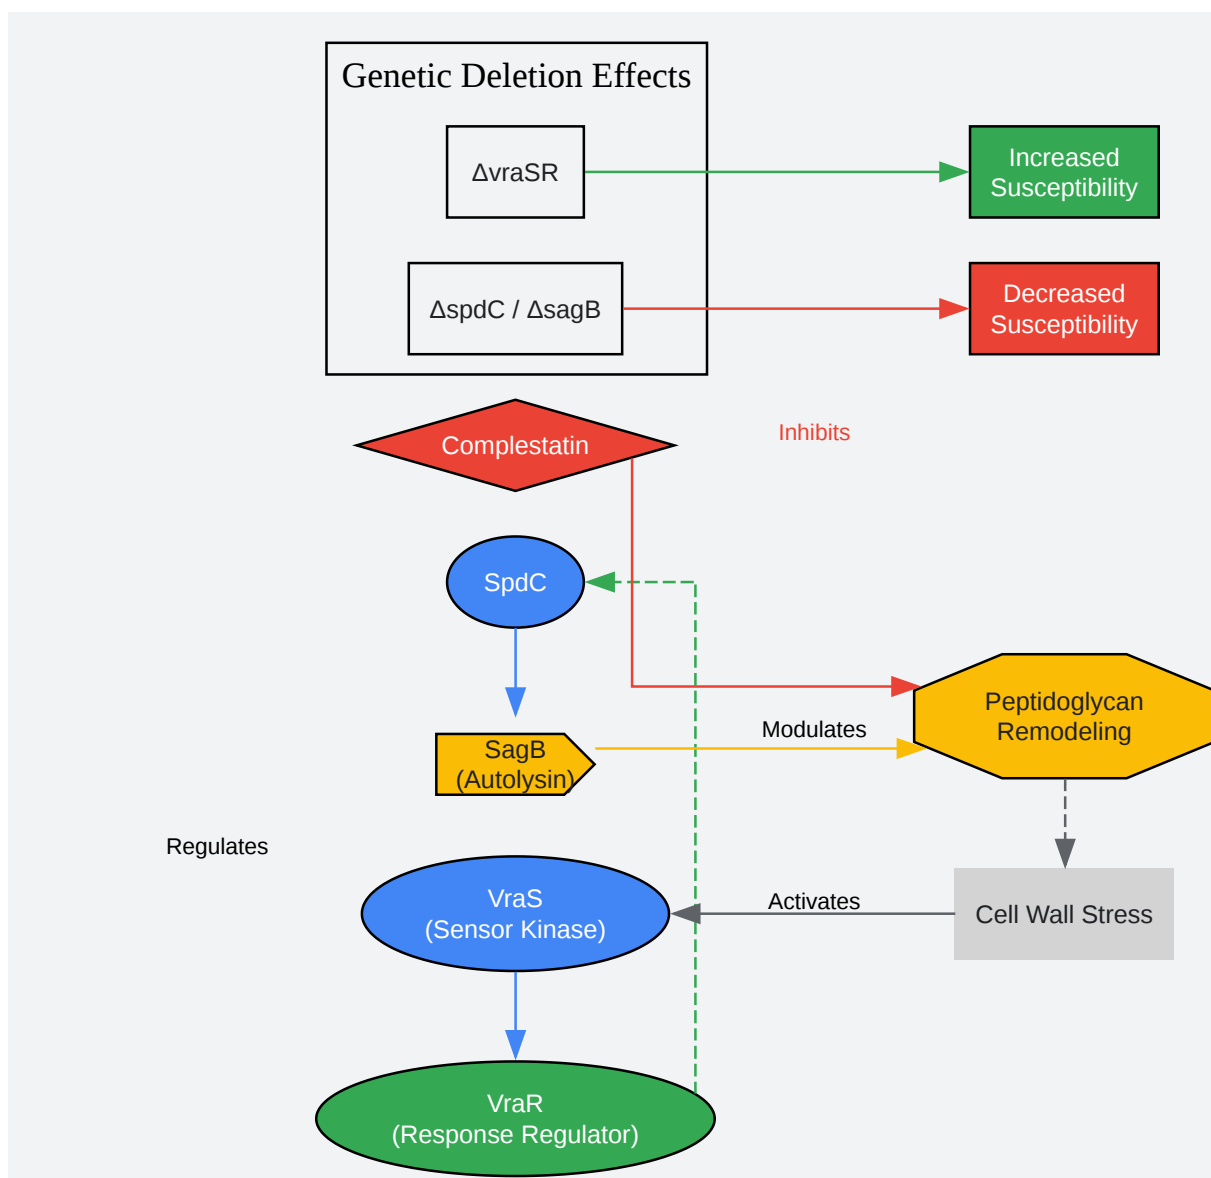 Genetic Deletion Effects
ΔvraSR
Increased
Susceptibility
ΔspdC / ΔsagB
Decreased
Susceptibility
Complestatin
Inhibits
SpdC
Peptidoglycan
Remodeling
Modulates
SagB
(Autolysin)
Regulates
VraS
(Sensor Kinase)
Activates
Cell Wall Stress
VraR
(Response Regulator)